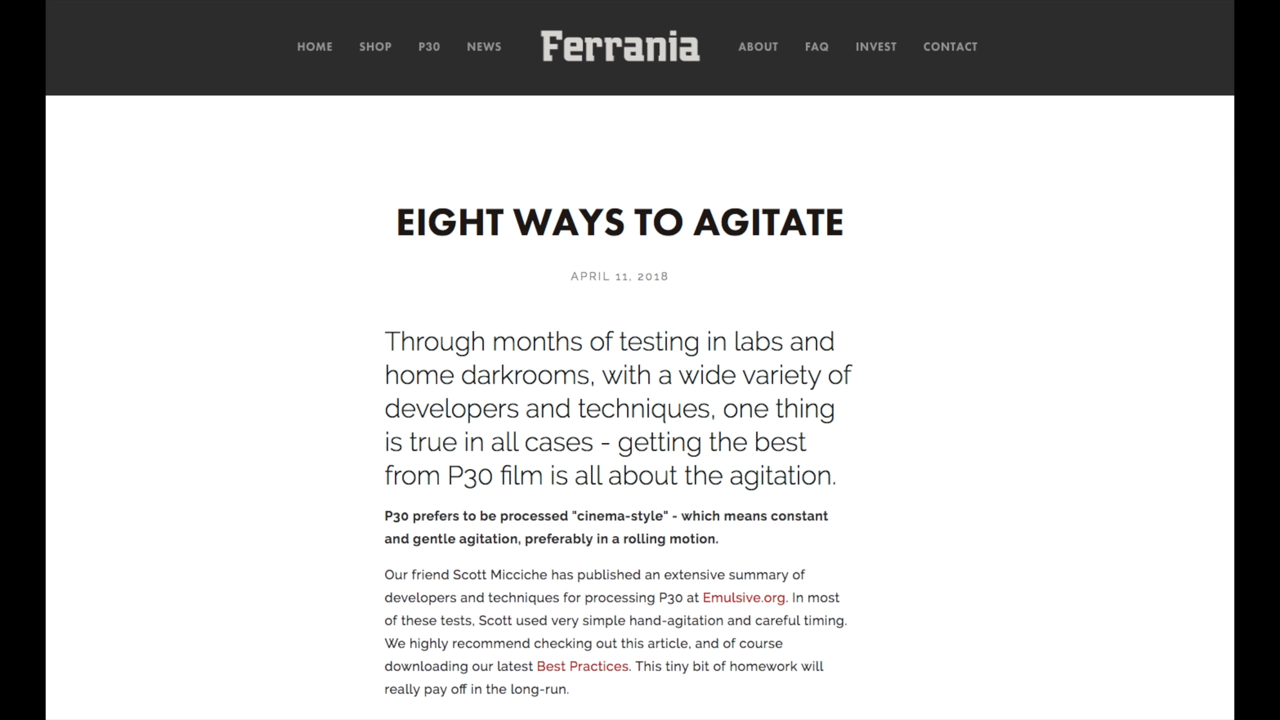 HOME SHOP P30 NEWS Ferrania ABOUT FAQ INVEST CONTACT
EIGHT WAYS TO AGITATE
APRIL 11, 2018
Through months of testing in labs and
home darkrooms, with a wide variety of
developers and techniques, one thing
is true in all cases - getting the best
from P30 film is all about the agitation.
P30 prefers to be processed "cinema-style" - which means constant
and gentle agitation, preferably in a rolling motion.
Our friend Scott Micciche has published an extensive summary of
developers and techniques for processing P30 at Emulsive.org. In most
of these tests, Scott used very simple hand-agitation and careful timing.
We highly recommend checking out this article, and of course
downloading our latest Best Practices. This tiny bit of homework will
really pay off in the long-run.